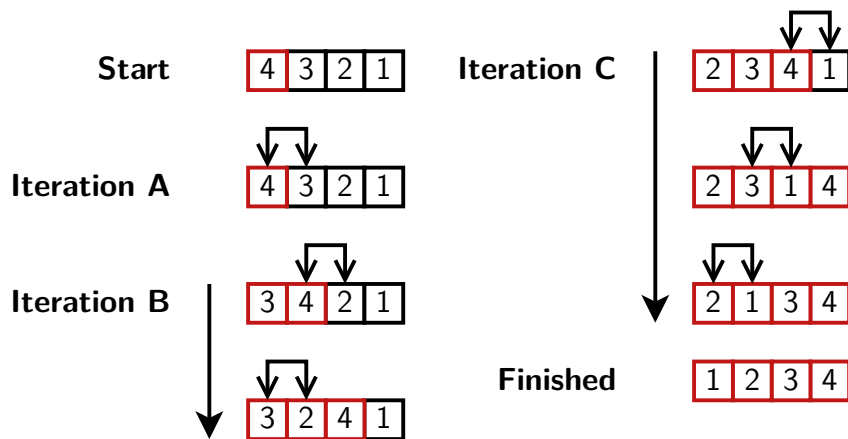 Start 4 3 2 1
Iteration A 4 3 2 1
Iteration B 3 4 2 1
3 2 4 1
Iteration C 2 3 4 1
2 3 1 4
2 1 3 4
Finished 1 2 3 4